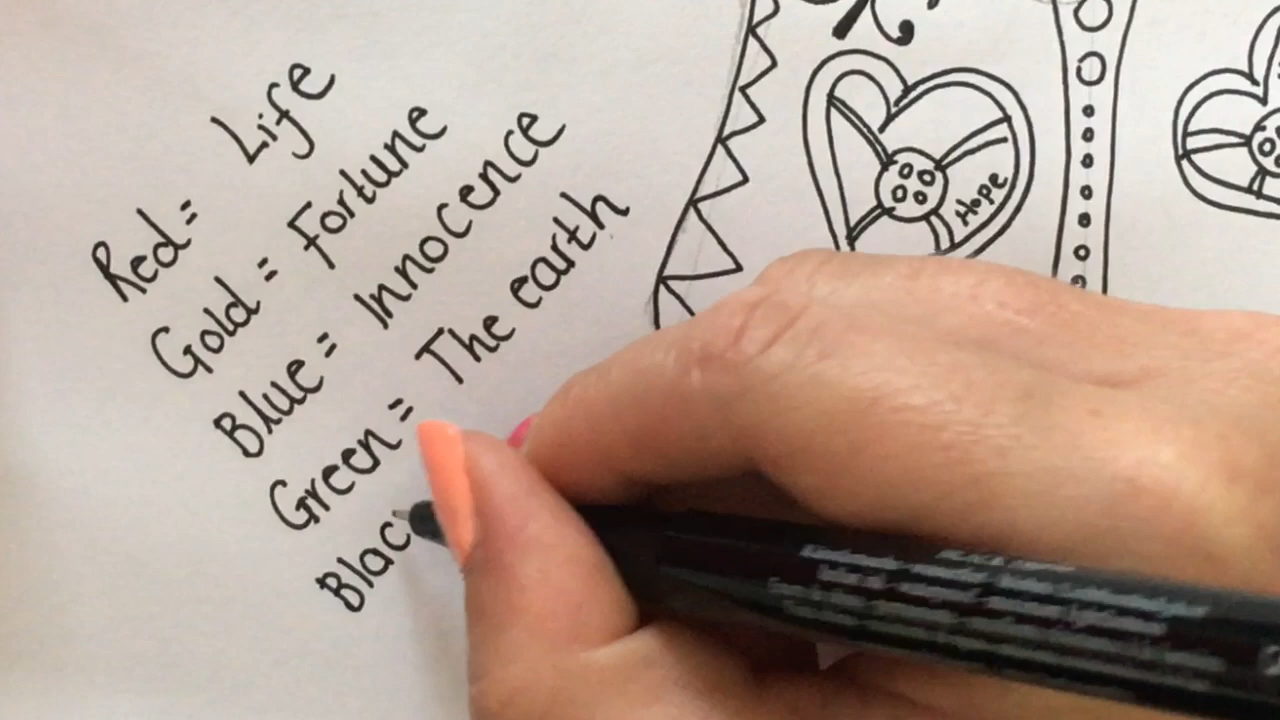 Red = Life
Gold = Fortune
Blue = Innocence
Green = The earth
Blac
Hope